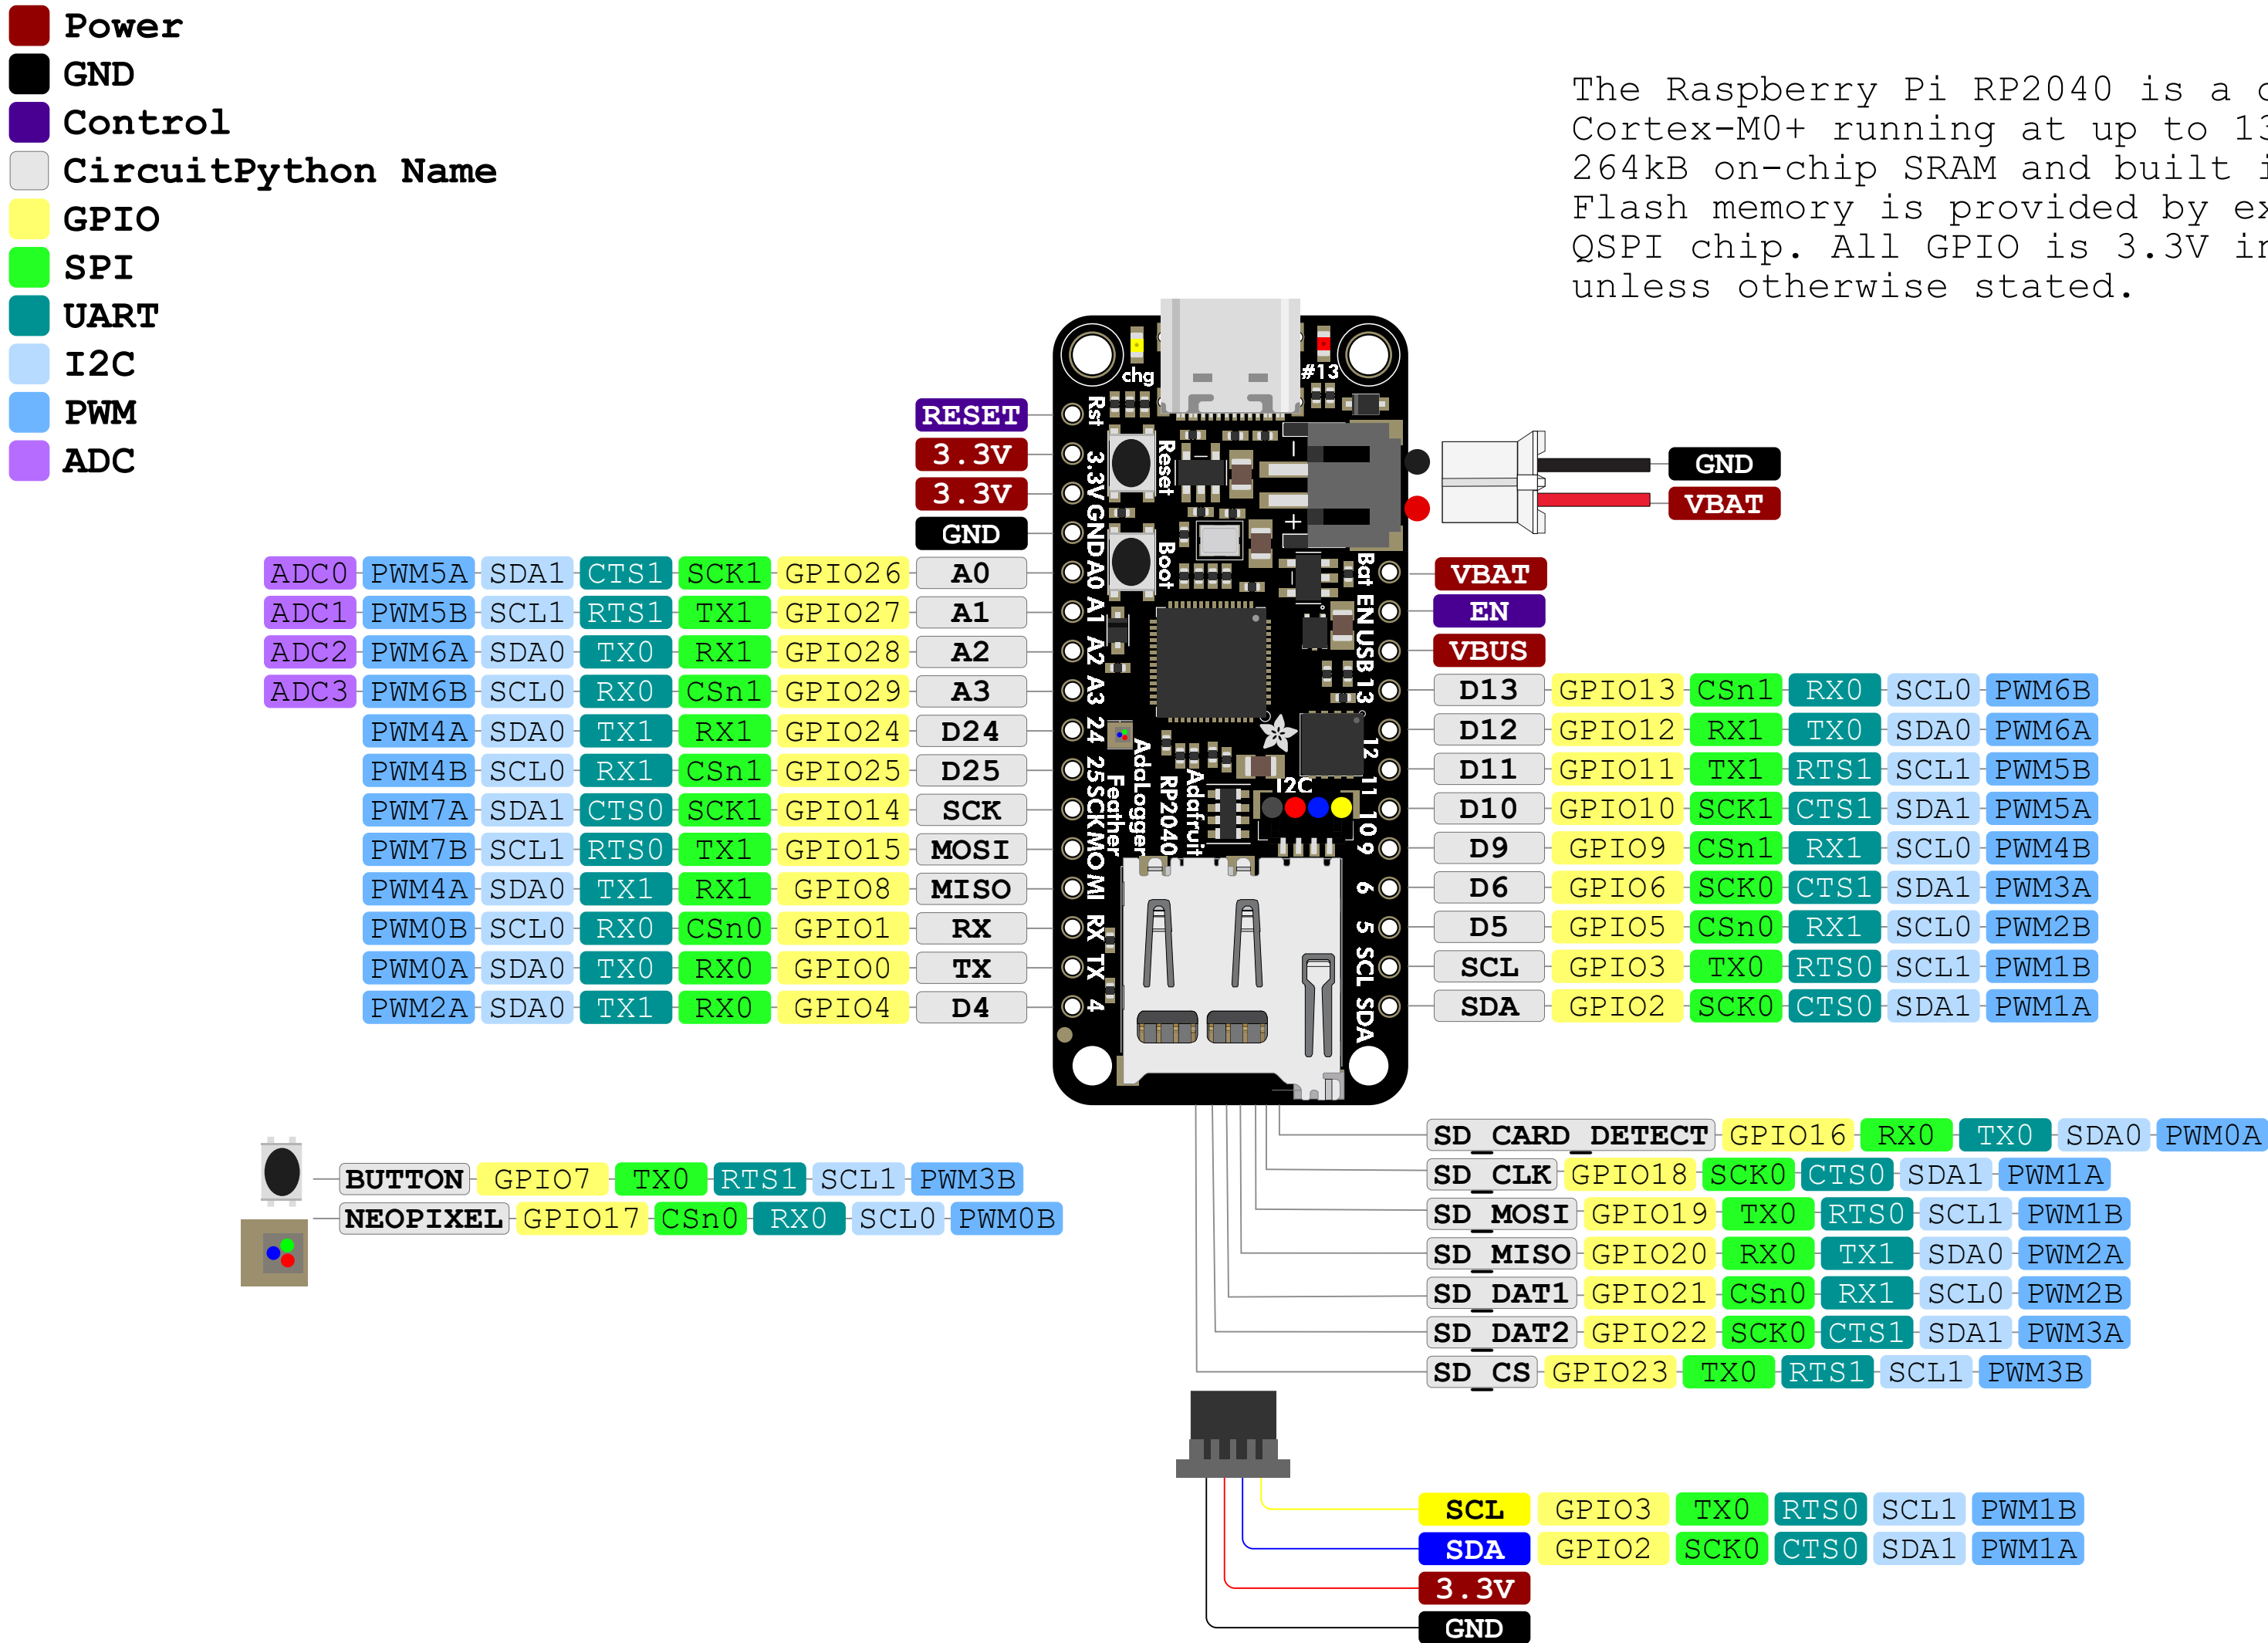 Power
GND
Control
CircuitPython Name
GPIO
SPI
UART
I2C
PWM
ADC
The Raspberry Pi RP2040 is a
Cortex-M0+ running at up to
264kB on-chip SRAM and built
Flash memory is provided by
QSPI chip. All GPIO is 3.3V
unless otherwise stated.
chg
#13
RESET
3.3V
3.3V
GND
ADC0 PWM5A SDA1 CTS1 SCK1 GPIO26 A0
ADC1 PWM5B SCL1 RTS1 TX1 GPIO27 A1
ADC2 PWM6A SDA0 TX0 RX1 GPIO28 A2
ADC3 PWM6B SCL0 RX0 CSn1 GPIO29 A3
PWM4A SDA0 TX1 RX1 GPIO24 D24
PWM4B SCL0 RX1 CSn1 GPIO25 D25
PWM7A SDA1 CTS0 SCK1 GPIO14 SCK
PWM7B SCL1 RTS0 TX1 GPIO15 MOSI
PWM4A SDA0 TX1 RX1 GPIO8 MISO
PWM0B SCL0 RX0 CSn0 GPIO1 RX
PWM0A SDA0 TX0 RX0 GPIO0 TX
PWM2A SDA0 TX1 RX0 GPIO4 D4
Rst 3.3V GND A0 A1 A2 A3 24 25 SCK MO MI RX TX 4
Reset
Boot
−
+
Adafruit
RP2040
AdaLogger
Feather
I2C
Bat EN USB 13 12 11 10 9 6 5 SCL SDA
GND
VBAT
VBAT
EN
VBUS
D13 GPIO13 CSn1 RX0 SCL0 PWM6B
D12 GPIO12 RX1 TX0 SDA0 PWM6A
D11 GPIO11 TX1 RTS1 SCL1 PWM5B
D10 GPIO10 SCK1 CTS1 SDA1 PWM5A
D9 GPIO9 CSn1 RX1 SCL0 PWM4B
D6 GPIO6 SCK0 CTS1 SDA1 PWM3A
D5 GPIO5 CSn0 RX1 SCL0 PWM2B
SCL GPIO3 TX0 RTS0 SCL1 PWM1B
SDA GPIO2 SCK0 CTS0 SDA1 PWM1A
BUTTON GPIO7 TX0 RTS1 SCL1 PWM3B
NEOPIXEL GPIO17 CSn0 RX0 SCL0 PWM0B
SD_CARD_DETECT GPIO16 RX0 TX0 SDA0 PWM0A
SD_CLK GPIO18 SCK0 CTS0 SDA1 PWM1A
SD_MOSI GPIO19 TX0 RTS0 SCL1 PWM1B
SD_MISO GPIO20 RX0 TX1 SDA0 PWM2A
SD_DAT1 GPIO21 CSn0 RX1 SCL0 PWM2B
SD_DAT2 GPIO22 SCK0 CTS1 SDA1 PWM3A
SD_CS GPIO23 TX0 RTS1 SCL1 PWM3B
SCL GPIO3 TX0 RTS0 SCL1 PWM1B
SDA GPIO2 SCK0 CTS0 SDA1 PWM1A
3.3V
GND